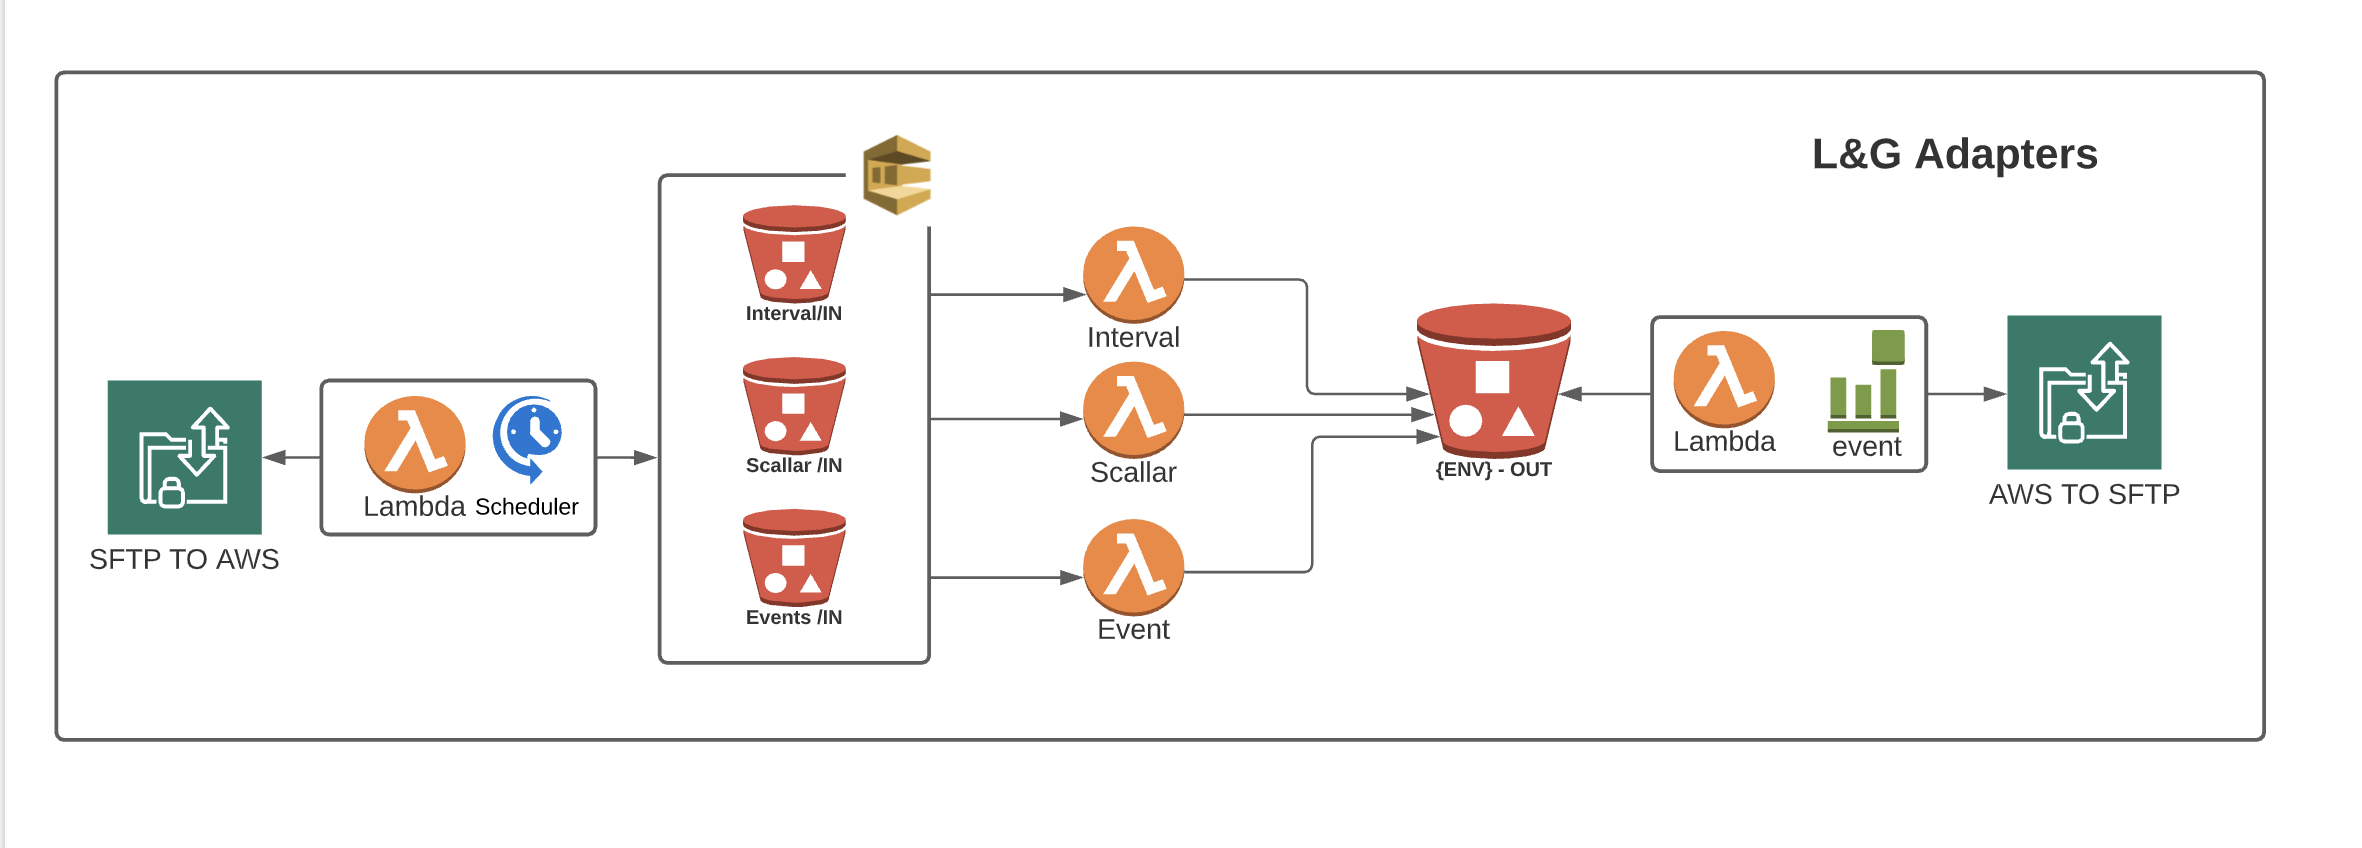 L&G Adapters
SFTP TO AWS
Lambda
Scheduler
Interval/IN
Scallar /IN
Events /IN
Interval
Scallar
Event
{ENV} - OUT
Lambda
event
AWS TO SFTP